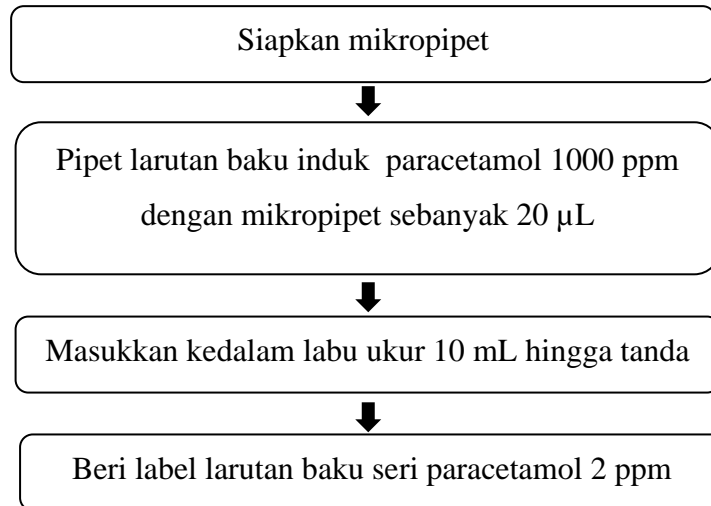 Siapkan mikropipet
Pipet larutan baku induk  paracetamol 1000 ppm
dengan mikropipet sebanyak 20 µL
Masukkan kedalam labu ukur 10 mL hingga tanda
Beri label larutan baku seri paracetamol 2 ppm